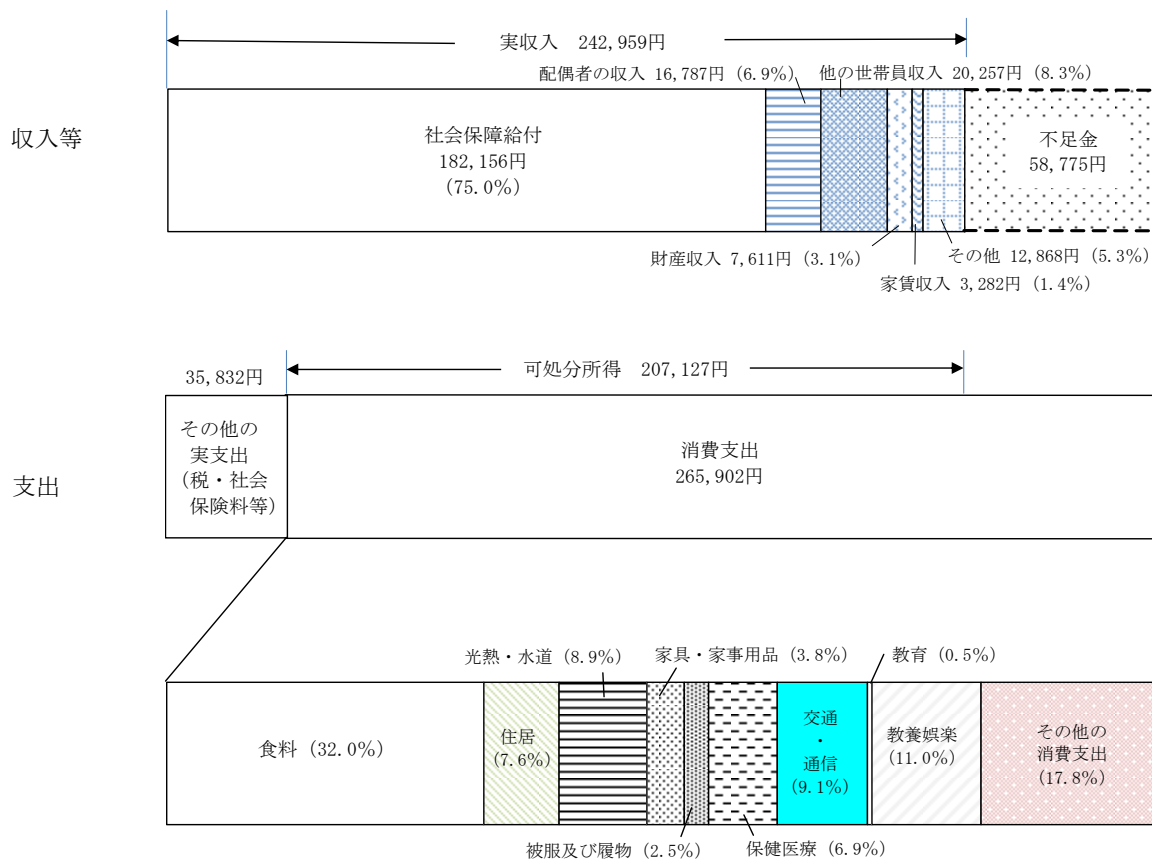 実収入 242,959円
配偶者の収入 16,787円 (6.9%)
他の世帯員収入 20,257円 (8.3%)
収入等
社会保障給付
182,156円
(75.0%)
不足金
58,775円
財産収入 7,611円 (3.1%)
その他 12,868円 (5.3%)
家賃収入 3,282円 (1.4%)
可処分所得 207,127円
35,832円
支出
その他の
実支出
(税・社会
保険料等)
消費支出
265,902円
光熱・水道 (8.9%)
家具・家事用品 (3.8%)
教育 (0.5%)
食料 (32.0%)
住居
(7.6%)
交通
・
通信
(9.1%)
教養娯楽
(11.0%)
その他の
消費支出
(17.8%)
被服及び履物 (2.5%)
保健医療 (6.9%)